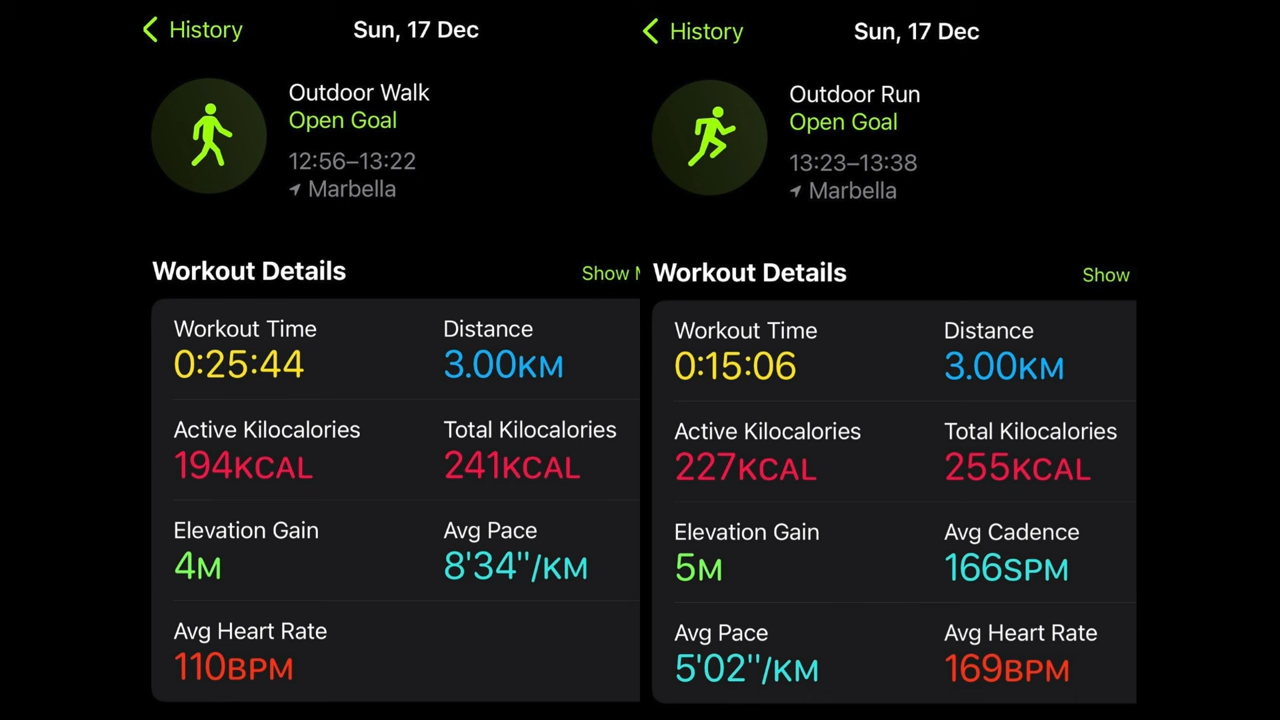 History
Sun, 17 Dec
Outdoor Walk
Open Goal
12:56–13:22
Marbella
Workout Details
Show M
Workout Time
0:25:44
Distance
3.00KM
Active Kilocalories
194KCAL
Total Kilocalories
241KCAL
Elevation Gain
4M
Avg Pace
8'34"/KM
Avg Heart Rate
110BPM
History
Sun, 17 Dec
Outdoor Run
Open Goal
13:23–13:38
Marbella
Workout Details
Show
Workout Time
0:15:06
Distance
3.00KM
Active Kilocalories
227KCAL
Total Kilocalories
255KCAL
Elevation Gain
5M
Avg Cadence
166SPM
Avg Pace
5'02"/KM
Avg Heart Rate
169BPM